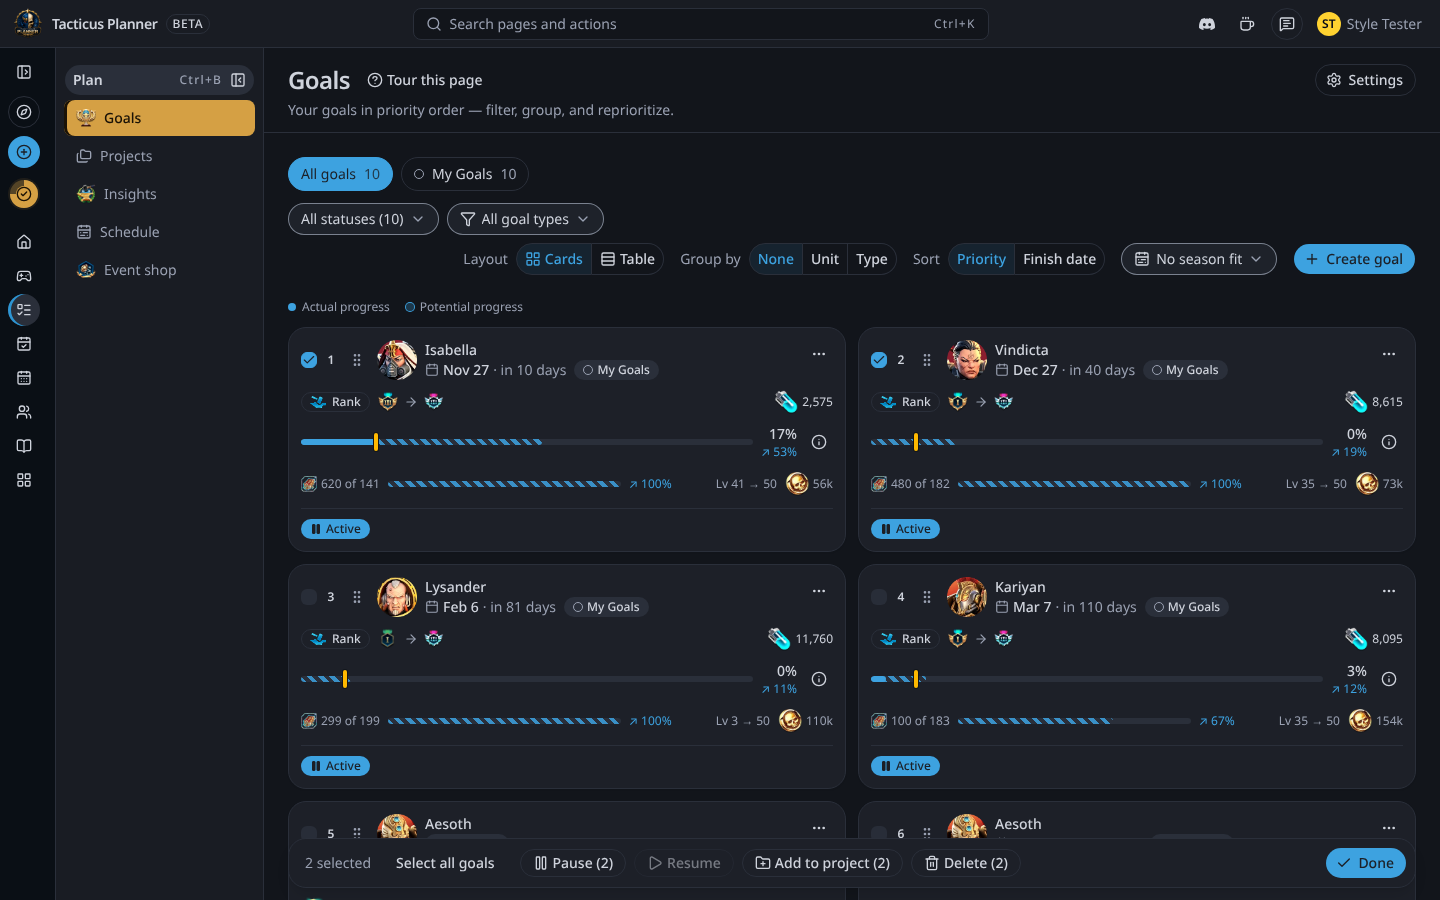 Tacticus Planner BETA
Search pages and actions Ctrl+K
ST Style Tester
Plan Ctrl+B
Goals
Projects
Insights
Schedule
Event shop
Goals Tour this page
Settings
Your goals in priority order — filter, group, and reprioritize.
All goals 10 My Goals 10
All statuses (10) All goal types
Layout Cards Table Group by None Unit Type Sort Priority Finish date No season fit Create goal
Actual progress Potential progress
1 Isabella
Nov 27 · in 10 days My Goals
Rank 2,575
17%
53%
620 of 141 100% Lv 41 → 50 56k
Active
2 Vindicta
Dec 27 · in 40 days My Goals
Rank 8,615
0%
19%
480 of 182 100% Lv 35 → 50 73k
Active
3 Lysander
Feb 6 · in 81 days My Goals
Rank 11,760
0%
11%
299 of 199 100% Lv 3 → 50 110k
Active
4 Kariyan
Mar 7 · in 110 days My Goals
Rank 8,095
3%
12%
100 of 183 67% Lv 35 → 50 154k
Active
5 Aesoth
6 Aesoth
2 selected Select all goals Pause (2) Resume Add to project (2) Delete (2) Done